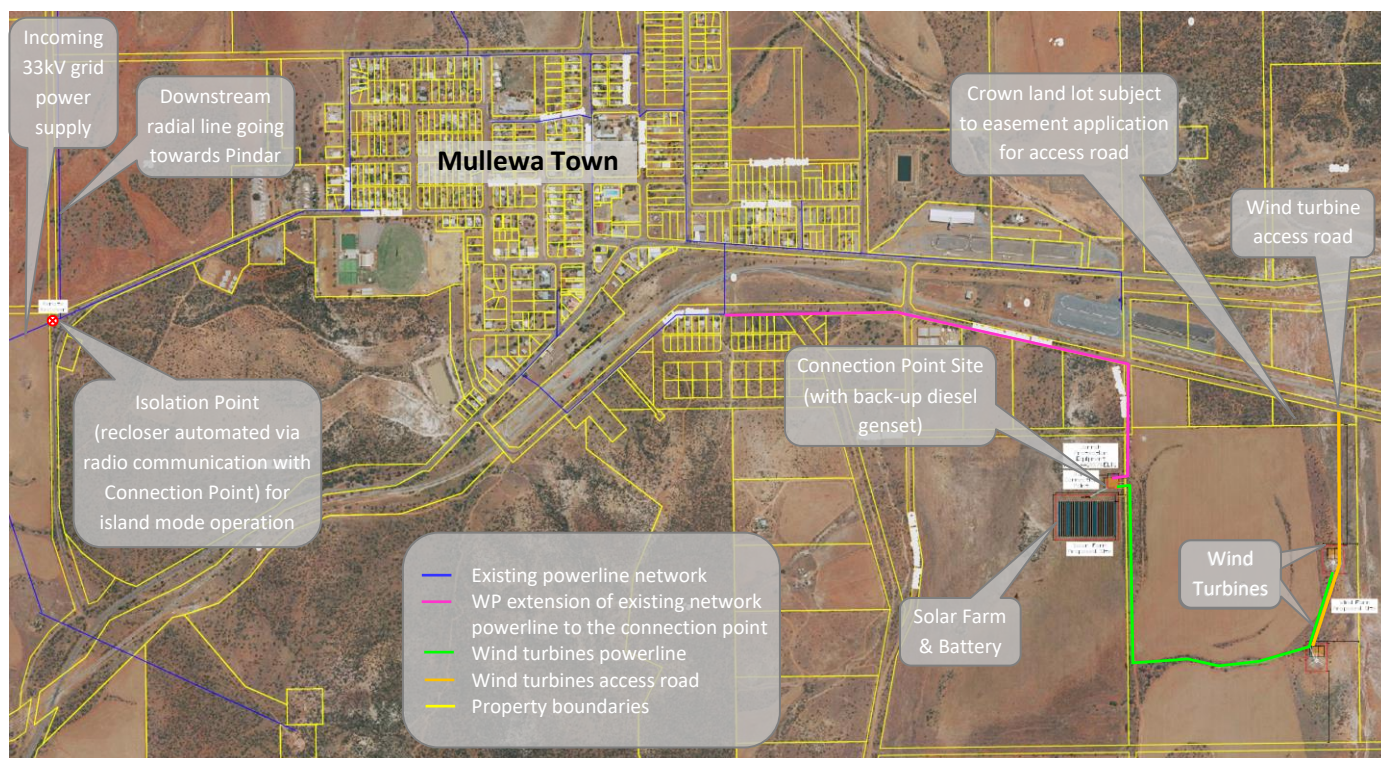 Incoming
33kV grid
power
supply
Downstream
radial line going
towards Pindar
Mullewa Town
Crown land lot subject
to easement application
for access road
Wind turbine
access road
Isolation Point
(recloser automated via
radio communication with
Connection Point) for
island mode operation
Connection Point Site
(with back-up diesel
genset)
Solar Farm
& Battery
Wind
Turbines
Existing powerline network
WP extension of existing network
powerline to the connection point
Wind turbines powerline
Wind turbines access road
Property boundaries